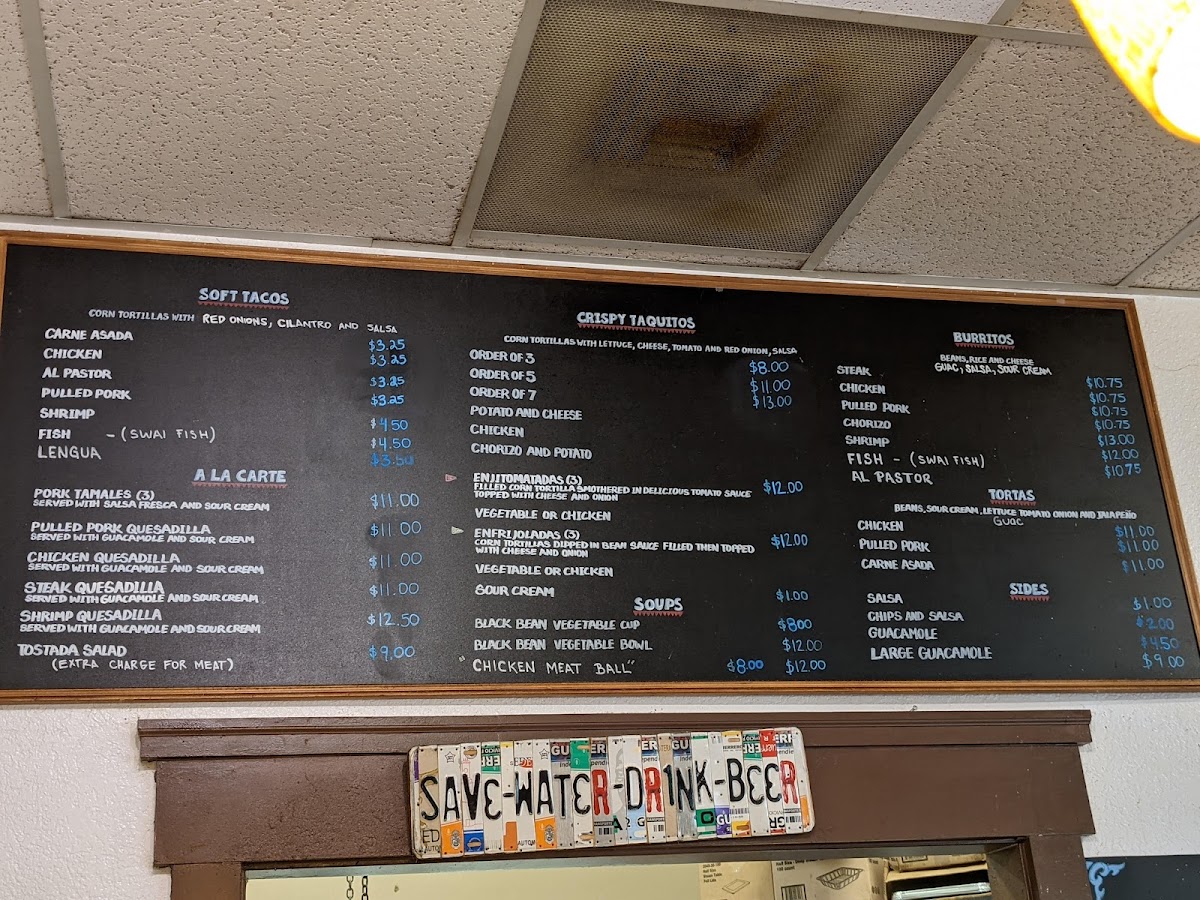 SOFT TACOS
CORN TORTILLAS WITH RED ONIONS, CILANTRO AND SALSA
CARNE ASADA $3.25
CHICKEN $3.25
AL PASTOR $3.25
PULLED PORK $3.25
SHRIMP $4.50
FISH - (SWAI FISH) $4.50
LENGUA $3.50
A LA CARTE
PORK TAMALES (3) $11.00
SERVED WITH SALSA FRESCA AND SOUR CREAM
PULLED PORK QUESADILLA $11.00
SERVED WITH GUACAMOLE AND SOUR CREAM
CHICKEN QUESADILLA $11.00
SERVED WITH GUACAMOLE AND SOUR CREAM
STEAK QUESADILLA $11.00
SERVED WITH GUACAMOLE AND SOUR CREAM
SHRIMP QUESADILLA $12.50
SERVED WITH GUACAMOLE AND SOUR CREAM
TOSTADA SALAD $9.00
(EXTRA CHARGE FOR MEAT)
CRISPY TAQUITOS
CORN TORTILLAS WITH LETTUCE, CHEESE, TOMATO AND RED ONION, SALSA
ORDER OF 3 $8.00
ORDER OF 5 $11.00
ORDER OF 7 $13.00
POTATO AND CHEESE
CHICKEN
CHORIZO AND POTATO
ENJITOMATADAS (3) $12.00
FILLED CORN TORTILLA SMOTHERED IN DELICIOUS TOMATO SAUCE
TOPPED WITH CHEESE AND ONION
VEGETABLE OR CHICKEN
ENFRIJOLADAS (3) $12.00
CORN TORTILLAS DIPPED IN BEAN SAUCE FILLED THEN TOPPED
WITH CHEESE AND ONION
VEGETABLE OR CHICKEN
SOUR CREAM $1.00
SOUPS
BLACK BEAN VEGETABLE CUP $8.00
BLACK BEAN VEGETABLE BOWL $12.00
"CHICKEN MEAT BALL" $8.00 $12.00
BURRITOS
BEANS, RICE AND CHEESE
GUAC, SALSA, SOUR CREAM
STEAK $10.75
CHICKEN $10.75
PULLED PORK $10.75
CHORIZO $10.75
SHRIMP $13.00
FISH - (SWAI FISH) $12.00
AL PASTOR $10.75
TORTAS
BEANS, SOUR CREAM, LETTUCE TOMATO ONION AND JALAPEÑO
GUAC
CHICKEN $11.00
PULLED PORK $11.00
CARNE ASADA $11.00
SIDES
SALSA $1.00
CHIPS AND SALSA $2.00
GUACAMOLE $4.50
LARGE GUACAMOLE $9.00
SAVE-WATER-DR1NK-BEER